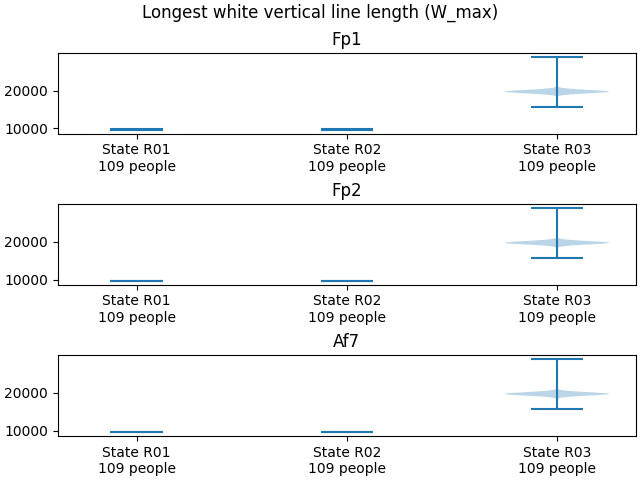 Longest white vertical line length (W_max)
Fp1
20000
10000
State R01 State R02 State R03
109 people 109 people 109 people
Fp2
20000
10000
State R01 State R02 State R03
109 people 109 people 109 people
Af7
20000
10000
State R01 State R02 State R03
109 people 109 people 109 people